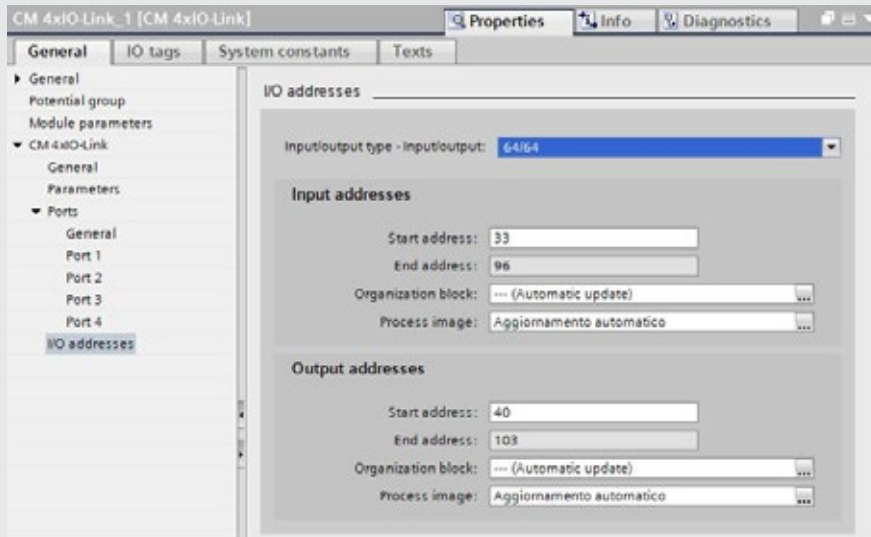 CM 4xIO-Link_1 [CM 4xIO-Link]
Properties
Info
Diagnostics
General
IO tags
System constants
Texts
General
Potential group
Module parameters
CM 4xIO-Link
General
Parameters
Ports
General
Port 1
Port 2
Port 3
Port 4
I/O addresses
I/O addresses
Input/output type - Input/output: 64/64
Input addresses
Start address: 33
End address: 96
Organization block: --- (Automatic update)
Process image: Aggiornamento automatico
Output addresses
Start address: 40
End address: 103
Organization block: --- (Automatic update)
Process image: Aggiornamento automatico